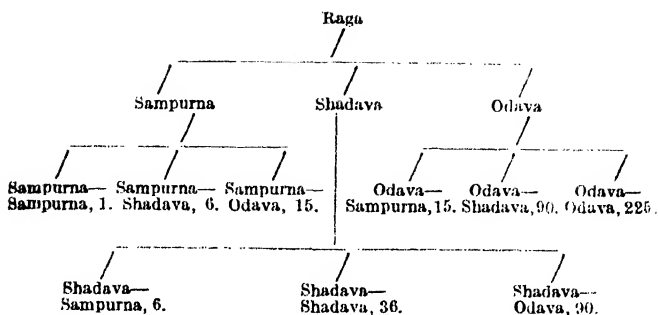 Raga
Sampurna Shadava Odava
Sampurna— Sampurna— Sampurna— Odava— Odava— Odava—
Sampurna, 1. Shadava, 6. Odava, 15. Sampurna, 15. Shadava, 90. Odava, 225.
Shadava— Shadava— Shadava—
Sampurna, 6. Shadava, 36. Odava, 90.